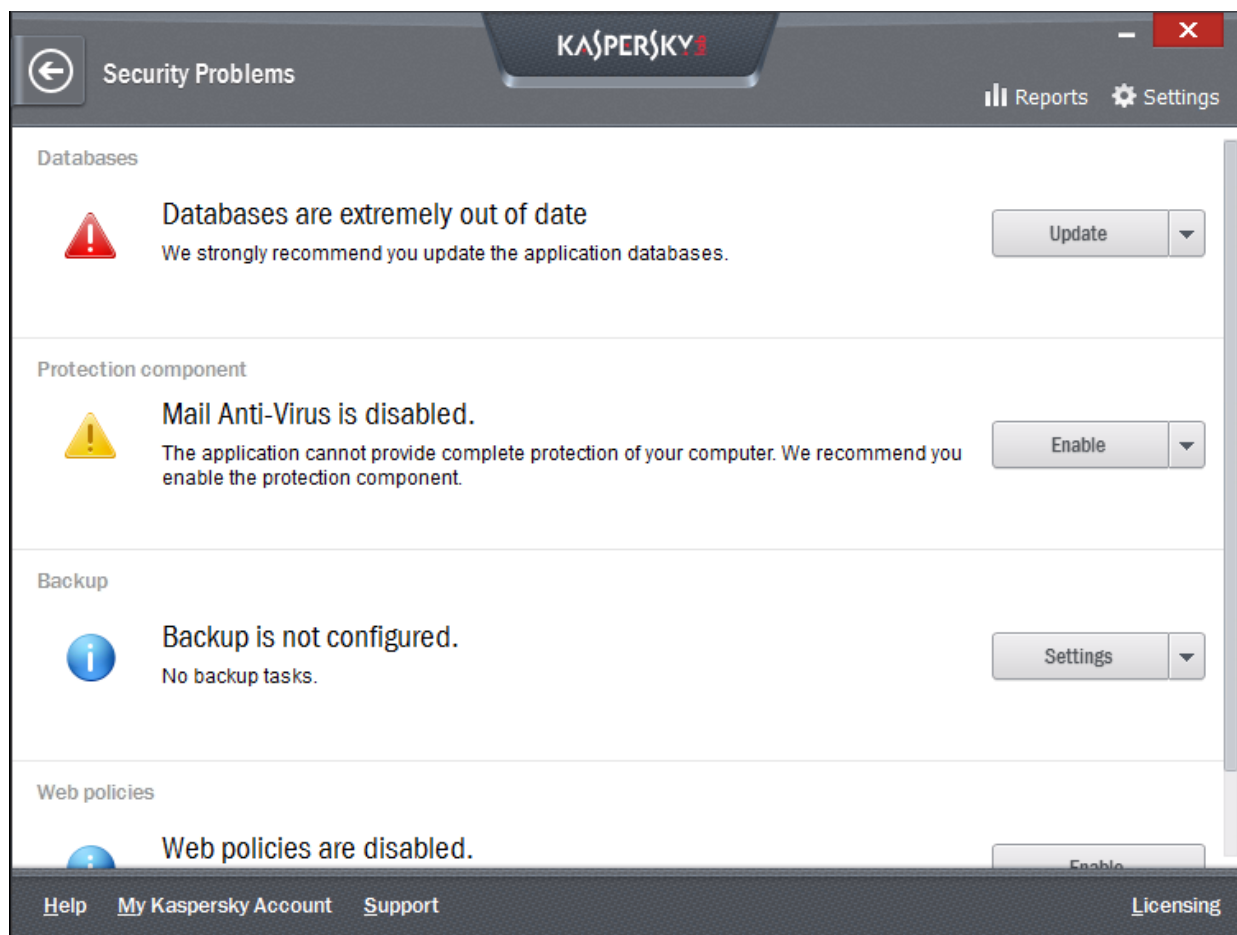 KASPERSKY lab
Security Problems
Reports Settings
Databases
Databases are extremely out of date
We strongly recommend you update the application databases.
Update
Protection component
Mail Anti-Virus is disabled.
The application cannot provide complete protection of your computer. We recommend you
enable the protection component.
Enable
Backup
Backup is not configured.
No backup tasks.
Settings
Web policies
Web policies are disabled.
Enable
Help My Kaspersky Account Support Licensing